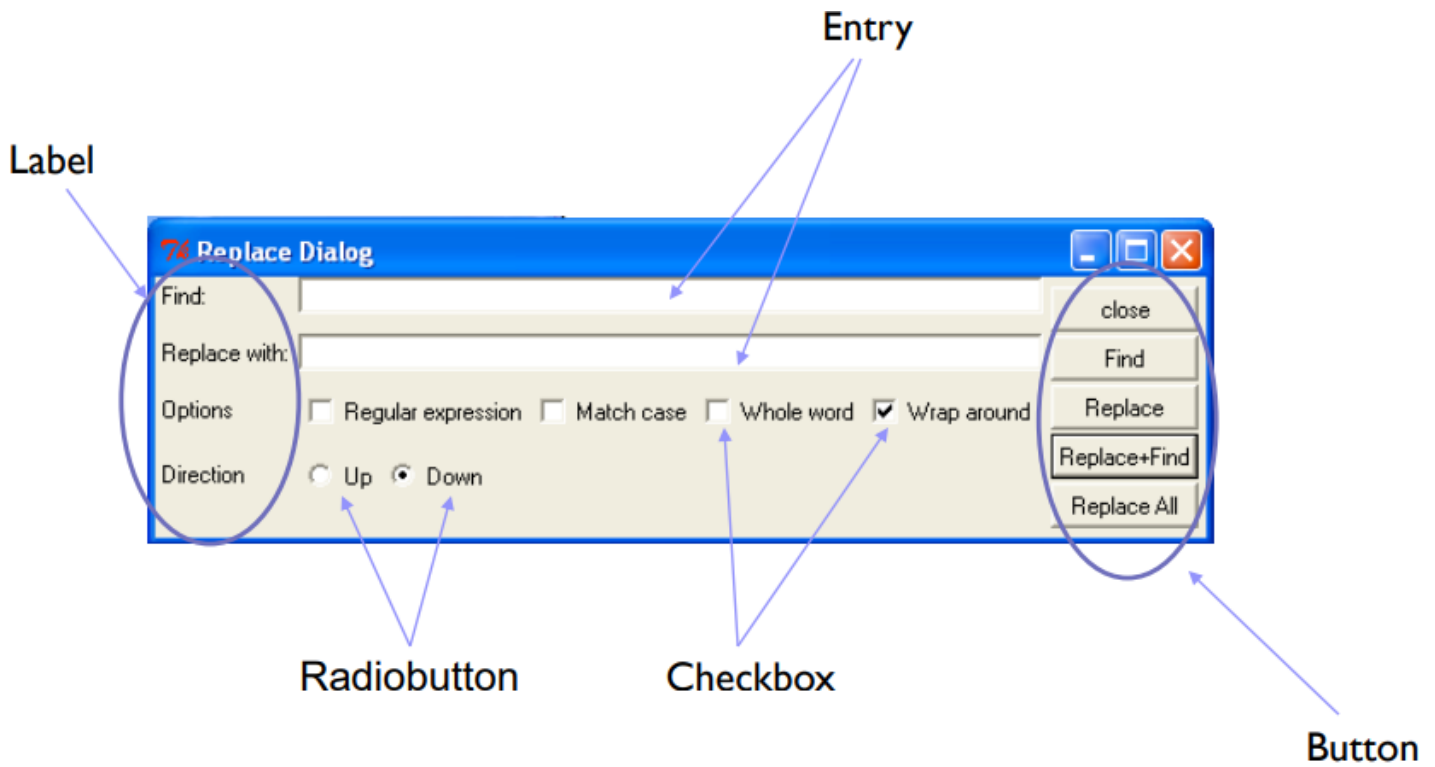 Entry
Label
Replace Dialog
Find:
close
Replace with:
Find
Options
Regular expression
Match case
Whole word
Wrap around
Replace
Replace+Find
Direction
Up
Down
Replace All
Radiobutton
Checkbox
Button